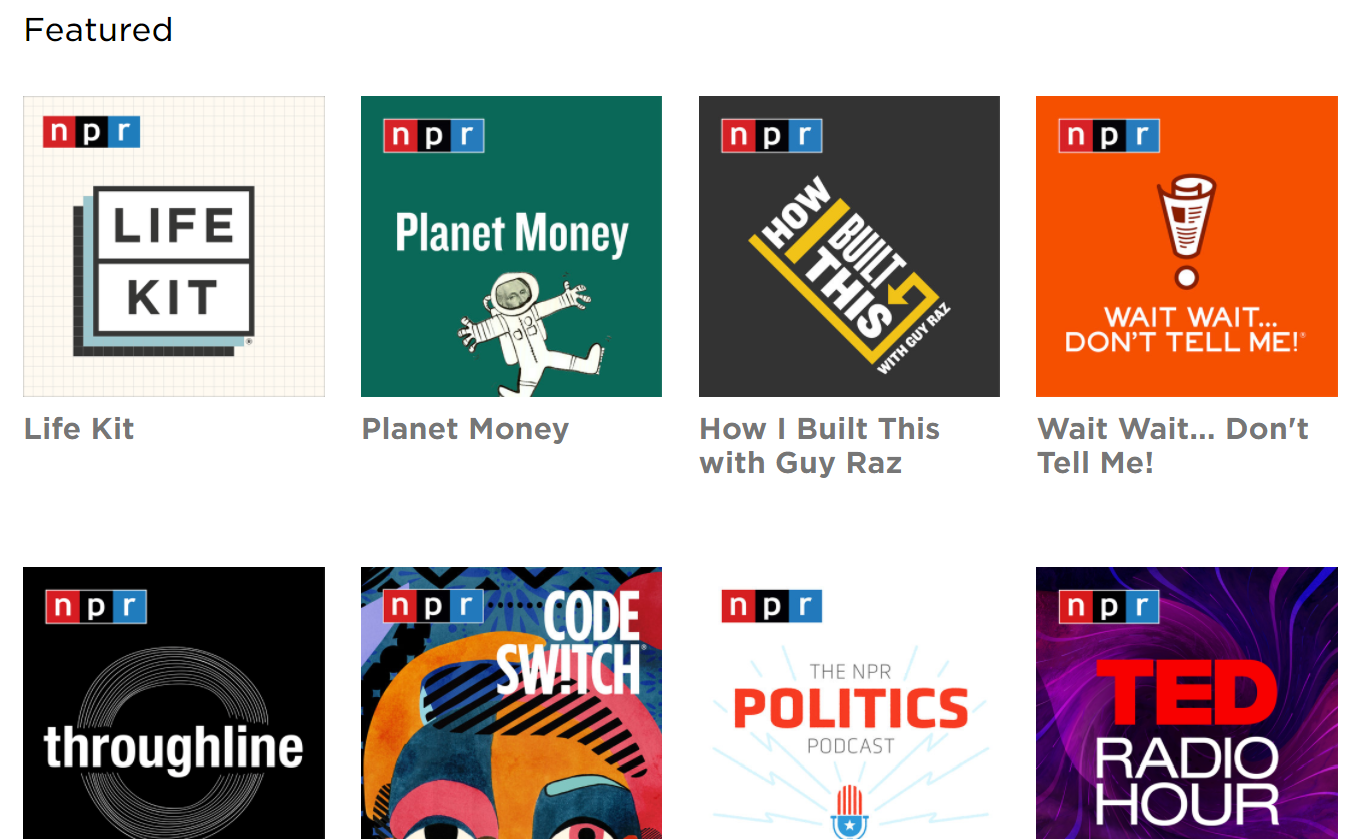 Featured
npr
LIFE
KIT
®
Life Kit
npr
Planet Money
Planet Money
npr
HOW
I BUILT
THIS
WITH GUY RAZ
How I Built This
with Guy Raz
npr
WAIT WAIT...
DON'T TELL ME!®
Wait Wait... Don't
Tell Me!
npr
throughline
npr
CODE
SW!TCH®
npr
THE NPR
POLITICS
PODCAST
npr
TED
RADIO
HOUR